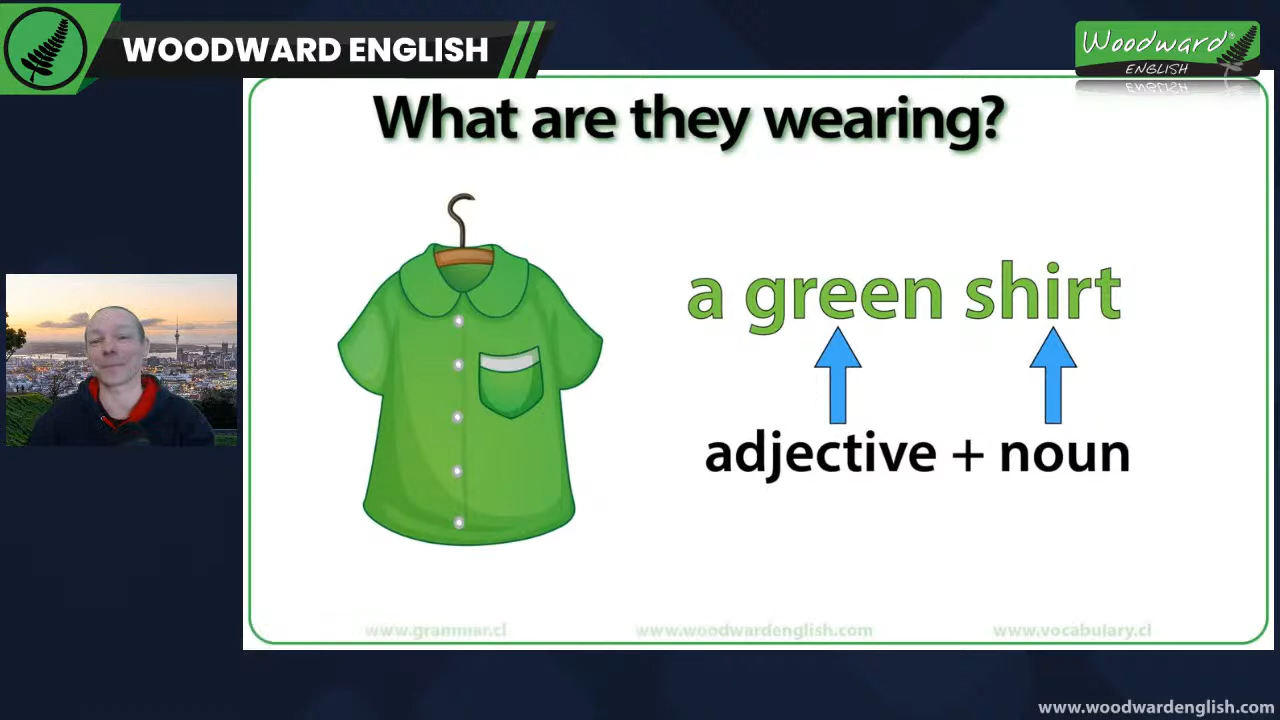 WOODWARD ENGLISH
Woodward®
ENGLISH
What are they wearing?
a green shirt
adjective + noun
www.grammar.cl
www.woodwardenglish.com
www.vocabulary.cl
www.woodwardenglish.com